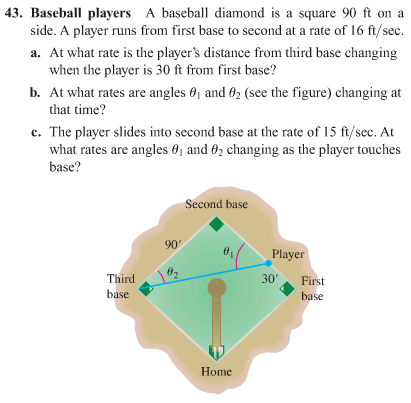 43. Baseball players A baseball diamond is a square 90 ft on a
side. A player runs from first base to second at a rate of 16 ft/sec.
a. At what rate is the player's distance from third base changing
when the player is 30 ft from first base?
b. At what rates are angles θ₁ and θ₂ (see the figure) changing at
that time?
c. The player slides into second base at the rate of 15 ft/sec. At
what rates are angles θ₁ and θ₂ changing as the player touches
base?
Second base
90′
θ₁
Player
Third
base
θ₂
30′
First
base
Home